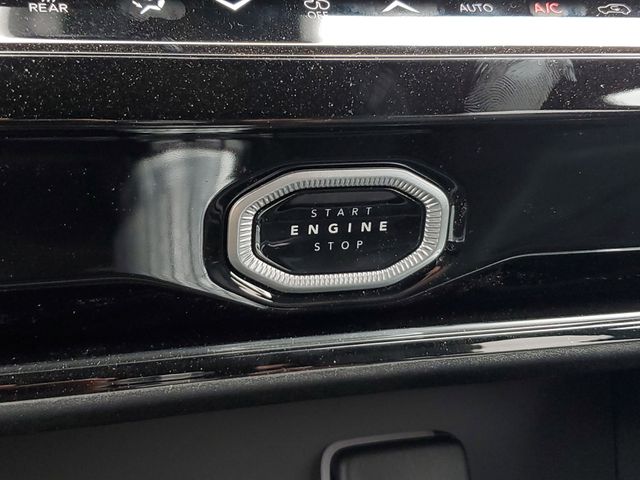 REAR
OFF
AUTO
A/C
START
ENGINE
STOP